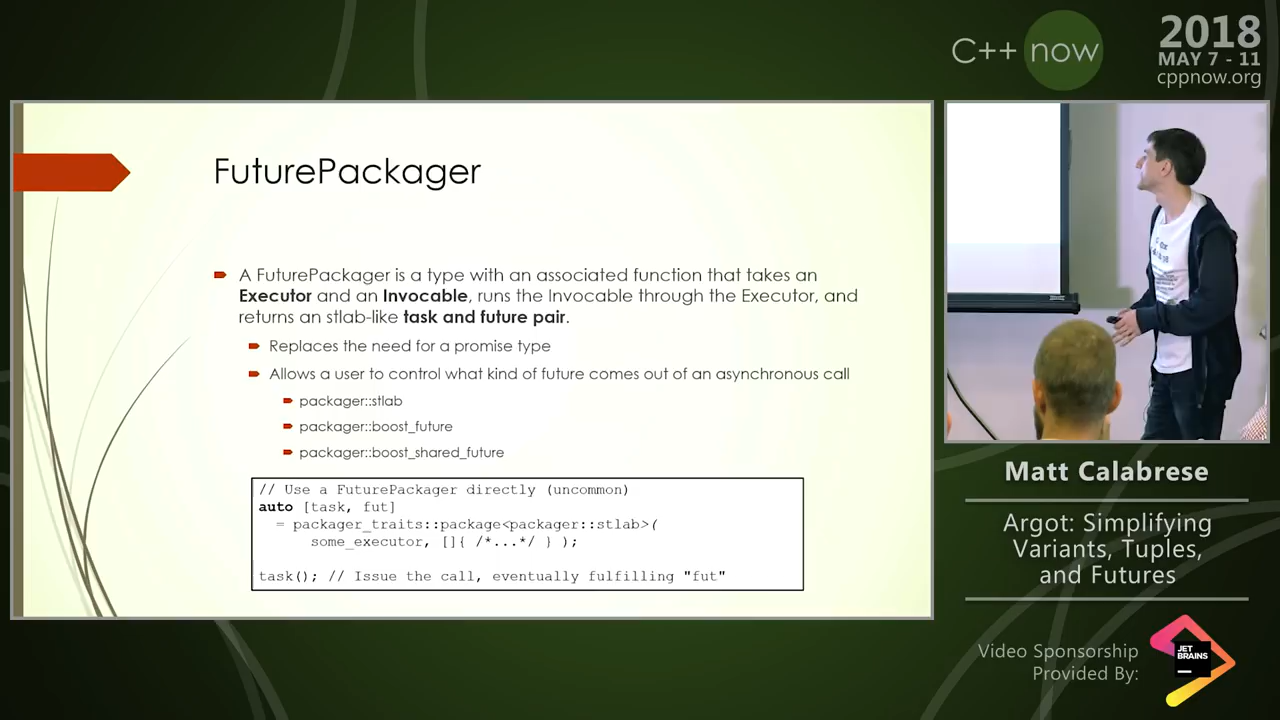 C++ now
2018
MAY 7 - 11
cppnow.org
FuturePackager
A FuturePackager is a type with an associated function that takes an
Executor and an Invocable, runs the Invocable through the Executor, and
returns an stlab-like task and future pair.
Replaces the need for a promise type
Allows a user to control what kind of future comes out of an asynchronous call
packager::stlab
packager::boost_future
packager::boost_shared_future
// Use a FuturePackager directly (uncommon)
auto [task, fut]
= packager_traits::package<packager::stlab>(
some_executor, []{ /*...*/ } );
task(); // Issue the call, eventually fulfilling "fut"
Matt Calabrese
Argot: Simplifying
Variants, Tuples,
and Futures
Video Sponsorship
Provided By:
JET
BRAINS